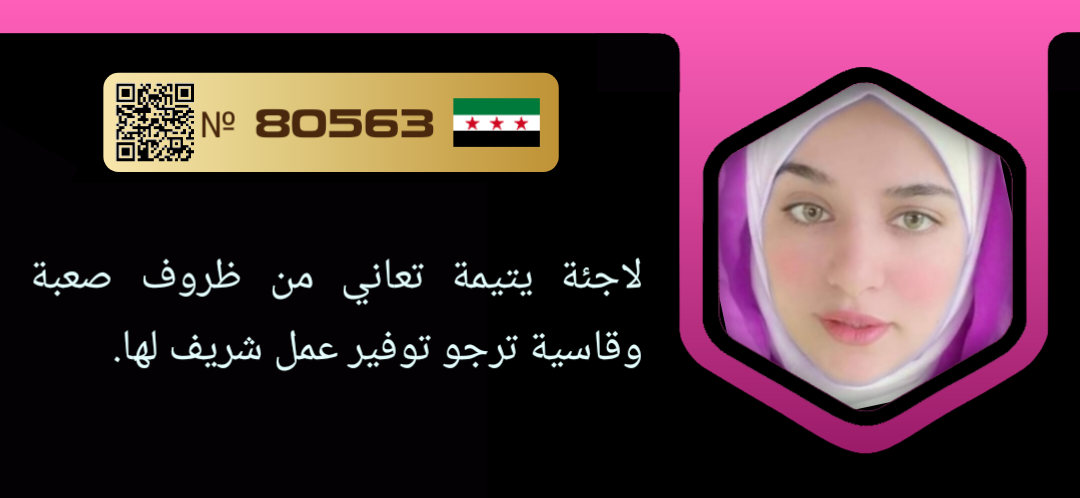 № 80563
لاجئة يتيمة تعاني من ظروف صعبة
وقاسية ترجو توفير عمل شريف لها.